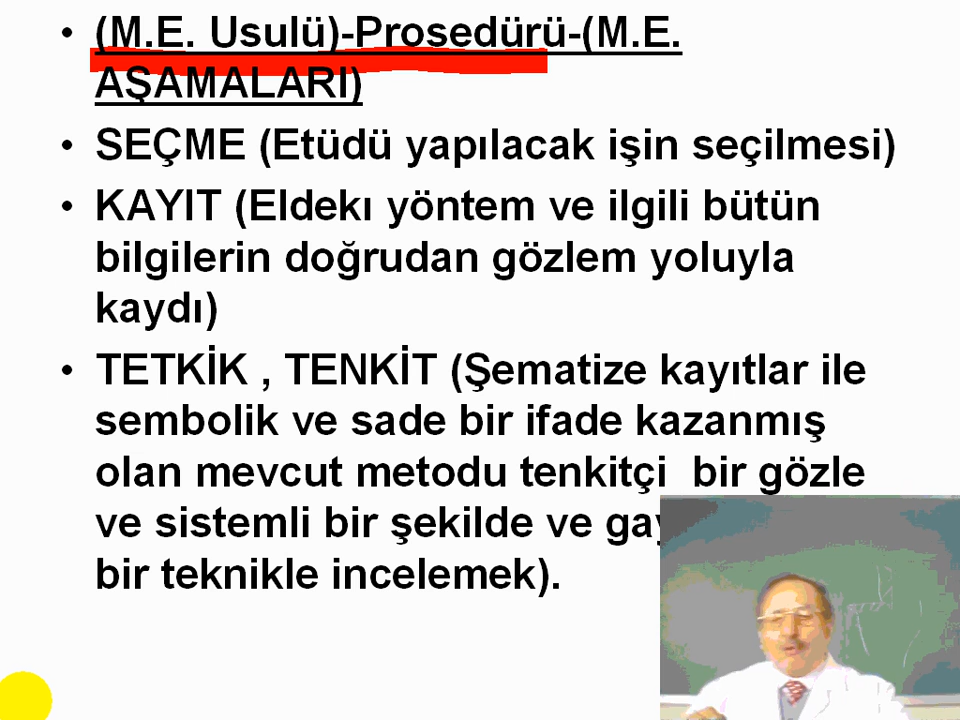 • (M.E. Usulü)-Prosedürü-(M.E.
AŞAMALARI)
• SEÇME (Etüdü yapılacak işin seçilmesi)
• KAYIT (Eldekı yöntem ve ilgili bütün
bilgilerin doğrudan gözlem yoluyla
kaydı)
• TETKİK , TENKİT (Şematize kayıtlar ile
sembolik ve sade bir ifade kazanmış
olan mevcut metodu tenkitçi bir gözle
ve sistemli bir şekilde ve
bir teknikle incelemek).